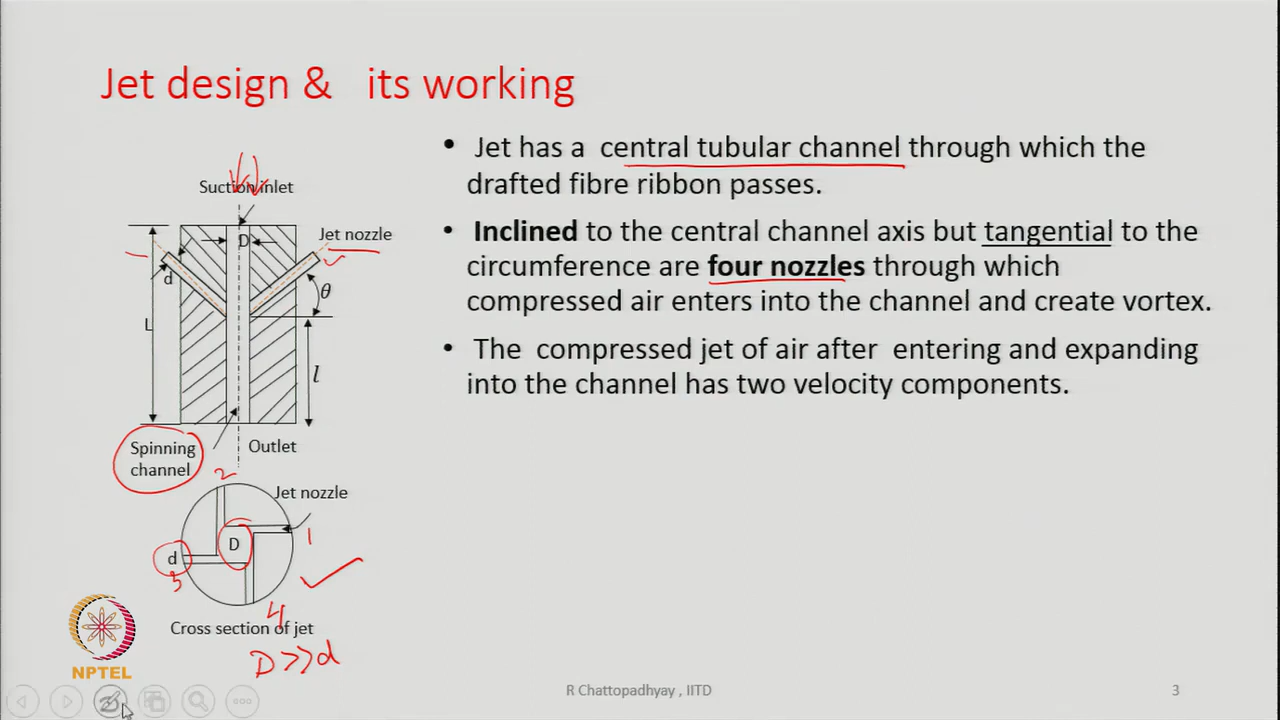 Jet design & its working
Suction inlet
D
Jet nozzle
d
θ
L
l
Spinning
channel
Outlet
2
Jet nozzle
D
1
d
3
4
Cross section of jet
D >> d
• Jet has a central tubular channel through which the
drafted fibre ribbon passes.
• Inclined to the central channel axis but tangential to the
circumference are four nozzles through which
compressed air enters into the channel and create vortex.
• The compressed jet of air after entering and expanding
into the channel has two velocity components.
NPTEL
R Chattopadhyay , IITD
3